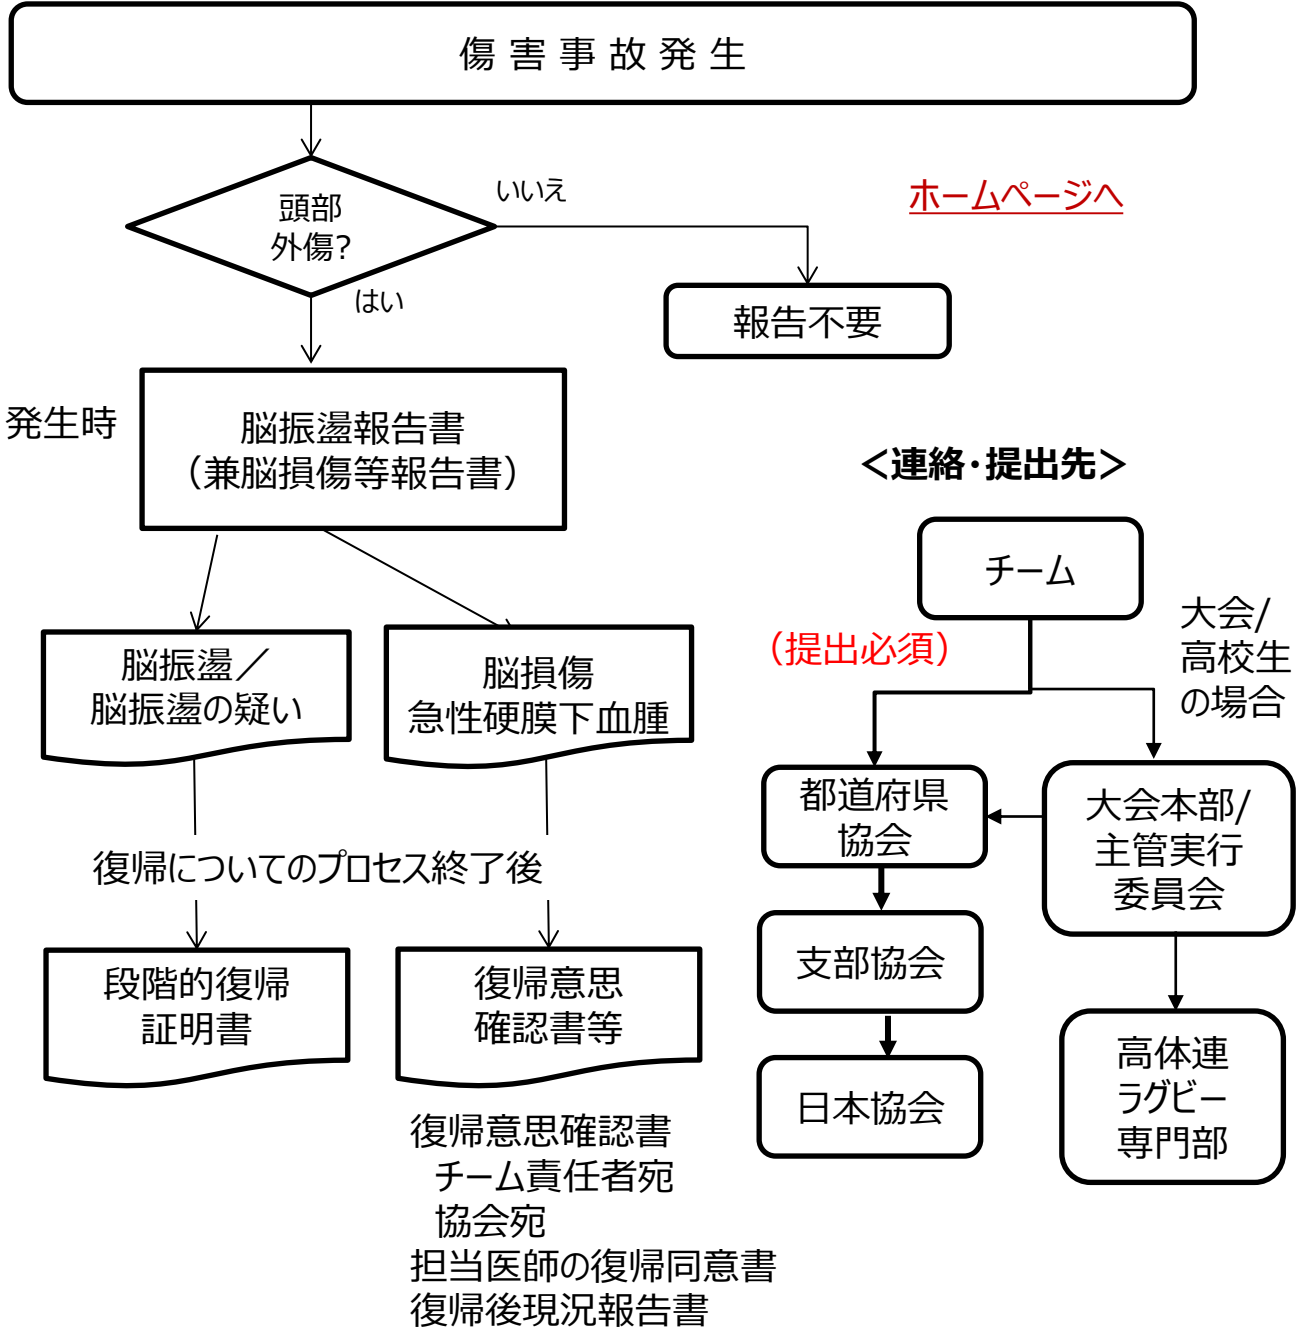 傷 害 事 故 発 生
頭部
外傷?
いいえ
ホームページへ
はい
報告不要
発生時
脳振盪報告書
（兼脳損傷等報告書）
脳振盪／
脳振盪の疑い
脳損傷
急性硬膜下血腫
復帰についてのプロセス終了後
段階的復帰
証明書
復帰意思
確認書等
復帰意思確認書
チーム責任者宛
協会宛
担当医師の復帰同意書
復帰後現況報告書
＜連絡･提出先＞
チーム
（提出必須）
大会/
高校生
の場合
都道府県
協会
大会本部/
主管実行
委員会
支部協会
日本協会
高体連
ラグビー
専門部